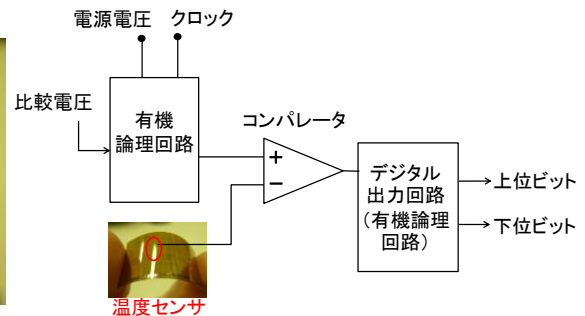 電源電圧 クロック
比較電圧
有機
論理回路
コンパレータ
+
−
デジタル
出力回路
(有機論理
回路)
上位ビット
下位ビット
温度センサ